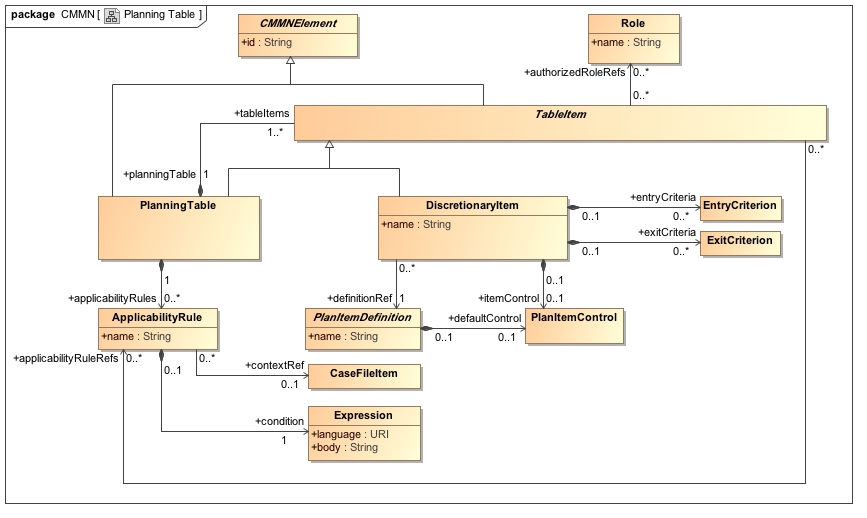 package CMMN [ Planning Table ]
CMMNElement
+id : String
Role
+name : String
+authorizedRoleRefs 0..*
0..*
+tableItems
1..*
TableItem
0..*
+planningTable 1
PlanningTable
DiscretionaryItem
+name : String
+entryCriteria
0..1 0..*
EntryCriterion
+exitCriteria
0..1 0..*
ExitCriterion
1
+applicabilityRules 0..*
0..*
+definitionRef 1
0..1
+itemControl 0..1
ApplicabilityRule
+name : String
PlanItemDefinition
+name : String
+defaultControl
0..1 0..1
PlanItemControl
+applicabilityRuleRefs 0..*
0..1
0..*
+contextRef
0..1
CaseFileItem
+condition
1
Expression
+language : URI
+body : String